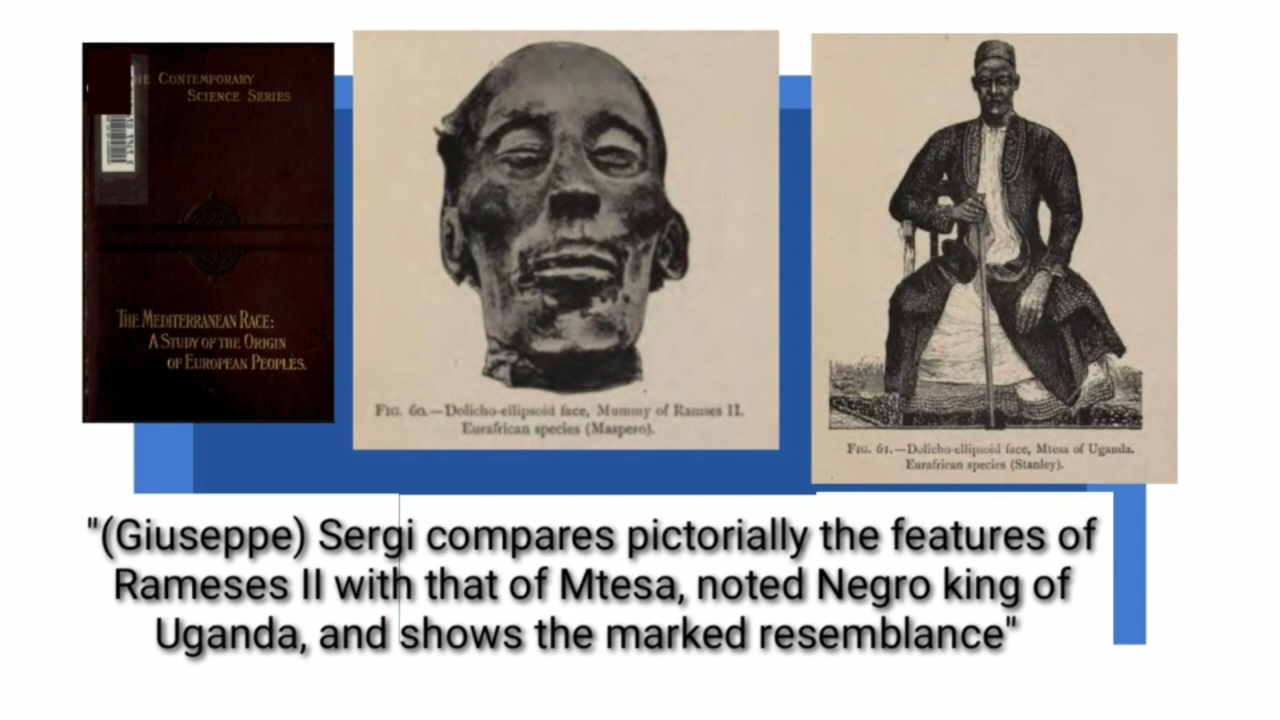 THE CONTEMPORARY
SCIENCE SERIES
THE MEDITERRANEAN RACE:
A STUDY OF THE ORIGIN
OF EUROPEAN PEOPLES.
FIG. 60.—Dolicho-ellipsoid face, Mummy of Ramses II.
Eurafrican species (Maspero).
FIG. 61.—Dolicho-ellipsoid face, Mtesa of Uganda.
Eurafrican species (Stanley).
"(Giuseppe) Sergi compares pictorially the features of
Rameses II with that of Mtesa, noted Negro king of
Uganda, and shows the marked resemblance"